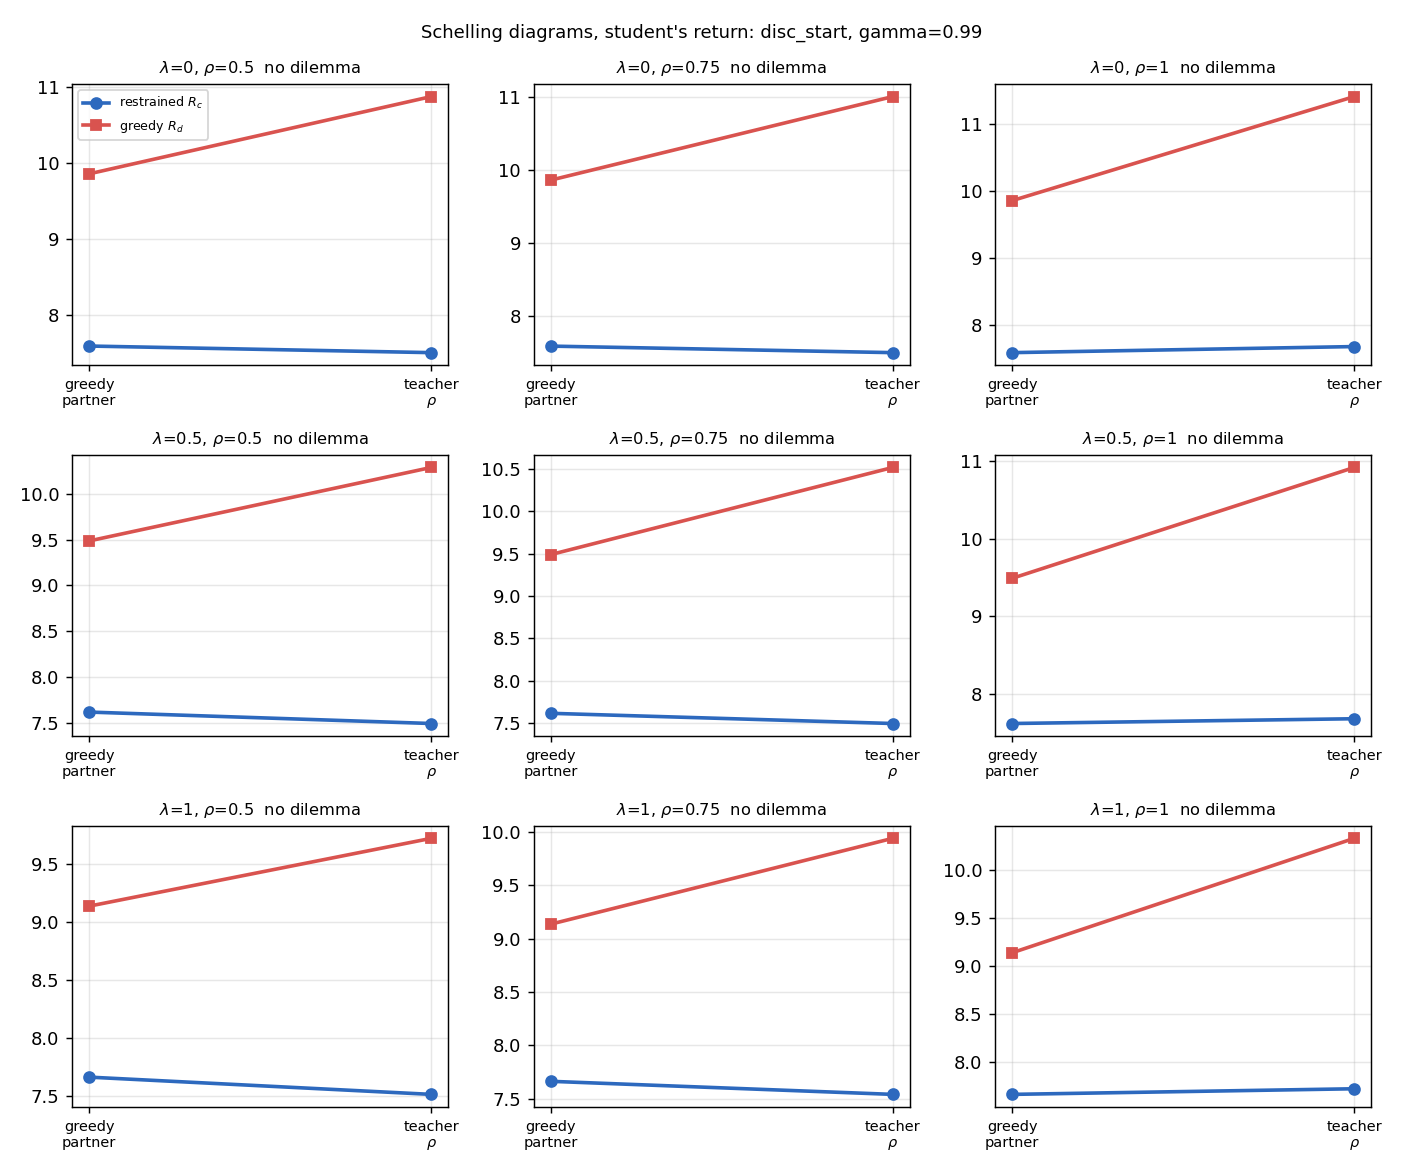 Schelling diagrams, student's return: disc_start, gamma=0.99
λ=0, ρ=0.5  no dilemma
λ=0, ρ=0.75  no dilemma
λ=0, ρ=1  no dilemma
restrained R_c
greedy R_d
11
10
9
8
greedy
partner
teacher
ρ
11
10
9
8
greedy
partner
teacher
ρ
11
10
9
8
greedy
partner
teacher
ρ
λ=0.5, ρ=0.5  no dilemma
λ=0.5, ρ=0.75  no dilemma
λ=0.5, ρ=1  no dilemma
10.0
9.5
9.0
8.5
8.0
7.5
greedy
partner
teacher
ρ
10.5
10.0
9.5
9.0
8.5
8.0
7.5
greedy
partner
teacher
ρ
11
10
9
8
greedy
partner
teacher
ρ
λ=1, ρ=0.5  no dilemma
λ=1, ρ=0.75  no dilemma
λ=1, ρ=1  no dilemma
9.5
9.0
8.5
8.0
7.5
greedy
partner
teacher
ρ
10.0
9.5
9.0
8.5
8.0
7.5
greedy
partner
teacher
ρ
10.0
9.5
9.0
8.5
8.0
greedy
partner
teacher
ρ